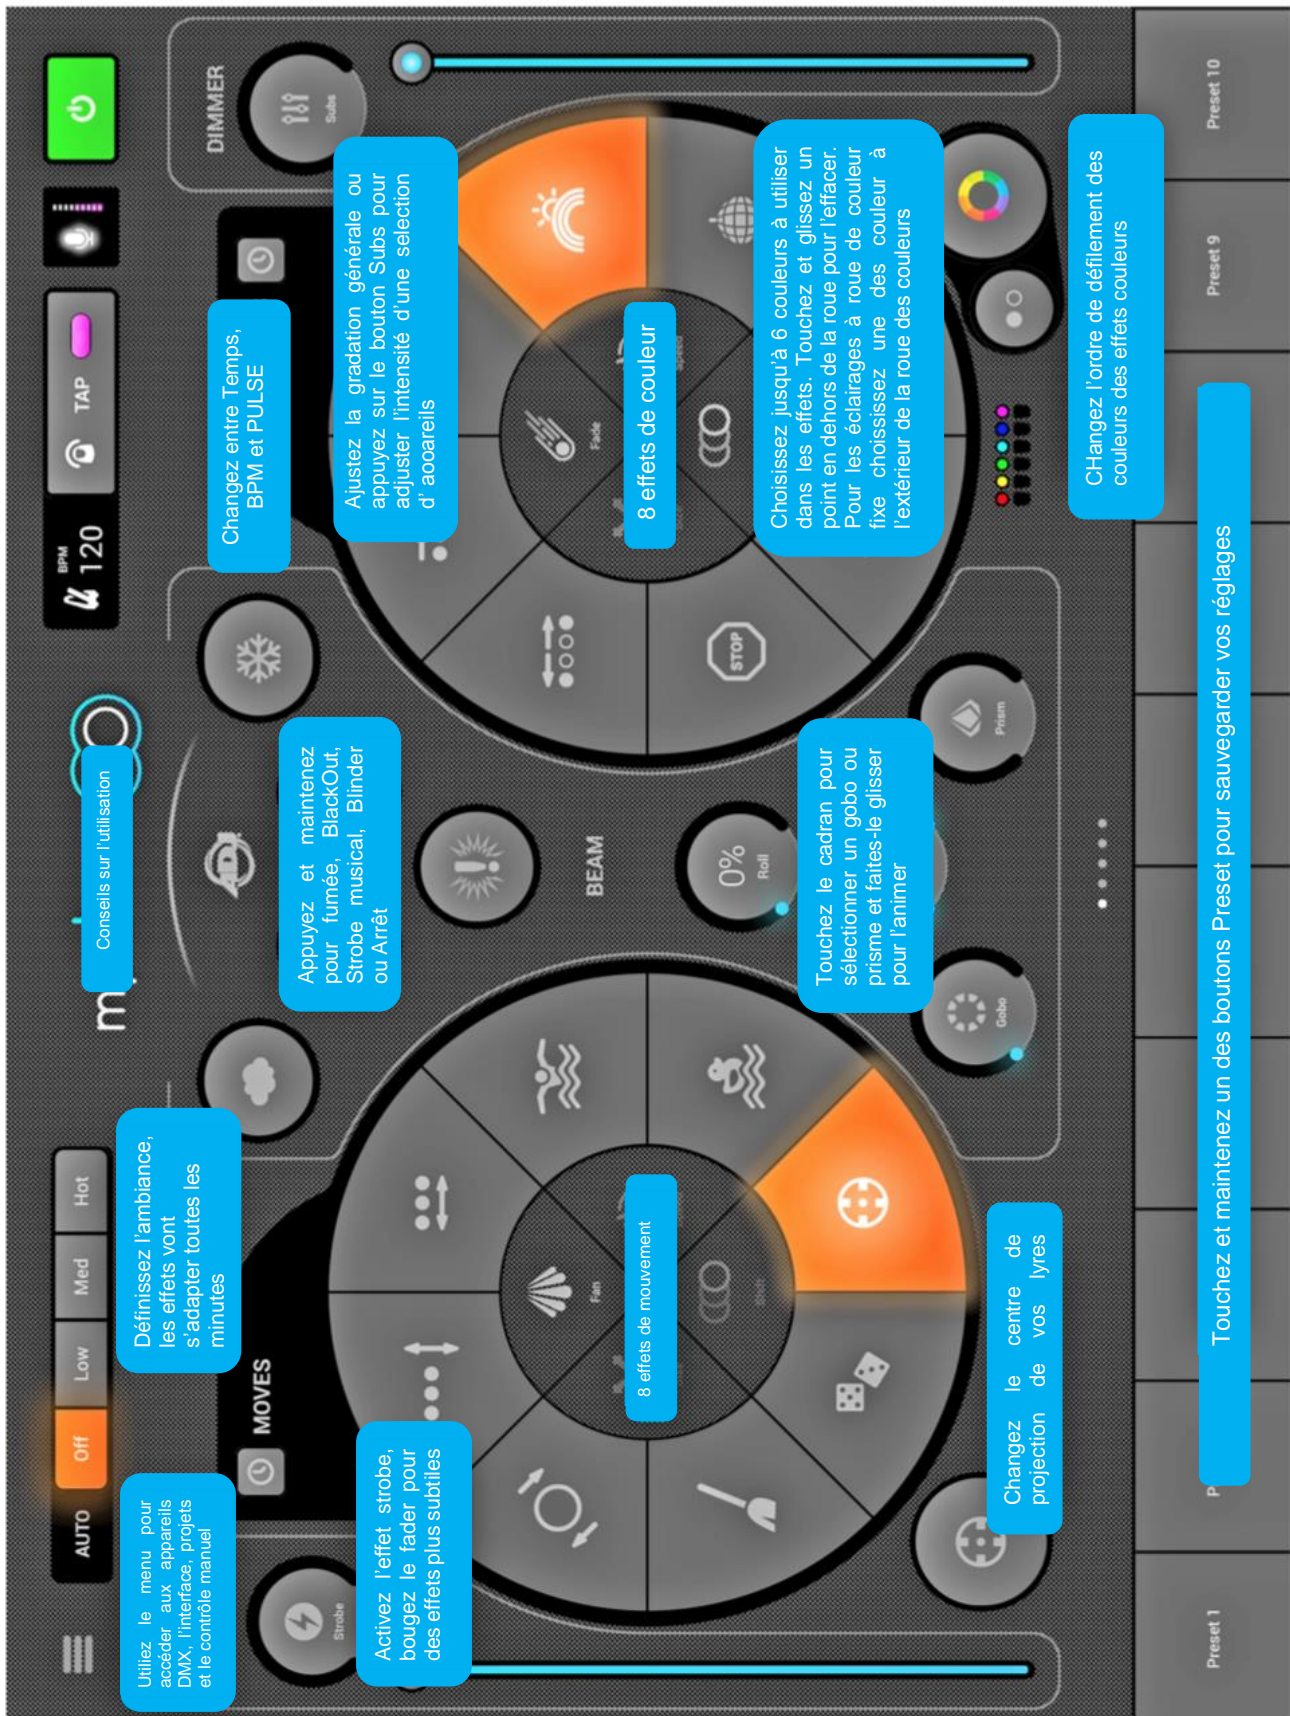 AUTO
Off
Low
Med
Hot
m
Conseils sur l'utilisation
BPM
120
TAP
Utiliez le menu pour
accéder aux appareils
DMX, l'interface, projets
et le contrôle manuel
Définissez l'ambiance,
les effets vont
s'adapter toutes les
minutes
ADJ
Changez entre Temps,
BPM et PULSE
DIMMER
Subs
Strobe
MOVES
Activez l'effet strobe,
bougez le fader pour
des effets plus subtiles
Appuyez et maintenez
pour fumée, BlackOut,
Strobe musical, Blinder
ou Arrêt
Ajustez la gradation générale ou
appuyez sur le bouton Subs pour
adjuster l'intensité d'une selection
d' aooareils
Fan
8 effets de mouvement
Shift
BEAM
0%
Roll
Fade
8 effets de couleur
STOP
Touchez le cadran pour
sélectionner un gobo ou
prisme et faites-le glisser
pour l'animer
Gobo
Prism
Choisissez jusqu'à 6 couleurs à utiliser
dans les effets. Touchez et glissez un
point en dehors de la roue pour l'effacer.
Pour les éclairages à roue de couleur
fixe choississez une des couleur à
l'extérieur de la roue des couleurs
Changez le centre de
projection de vos lyres
CHangez l'ordre de défilement des
couleurs des effets couleurs
Preset 1
P
Touchez et maintenez un des boutons Preset pour sauvegarder vos réglages
Preset 9
Preset 10